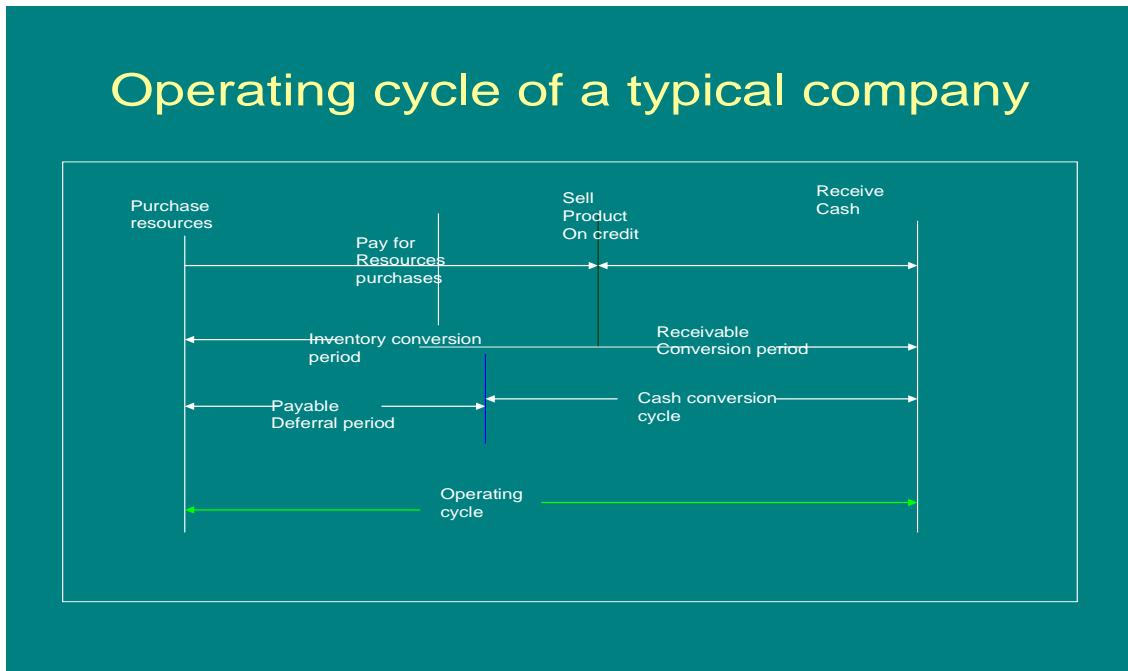 Operating cycle of a typical company
Purchase
resources
Pay for
Resources
purchases
Sell
Product
On credit
Receive
Cash
Inventory conversion
period
Receivable
Conversion period
Payable
Deferral period
Cash conversion
cycle
Operating
cycle